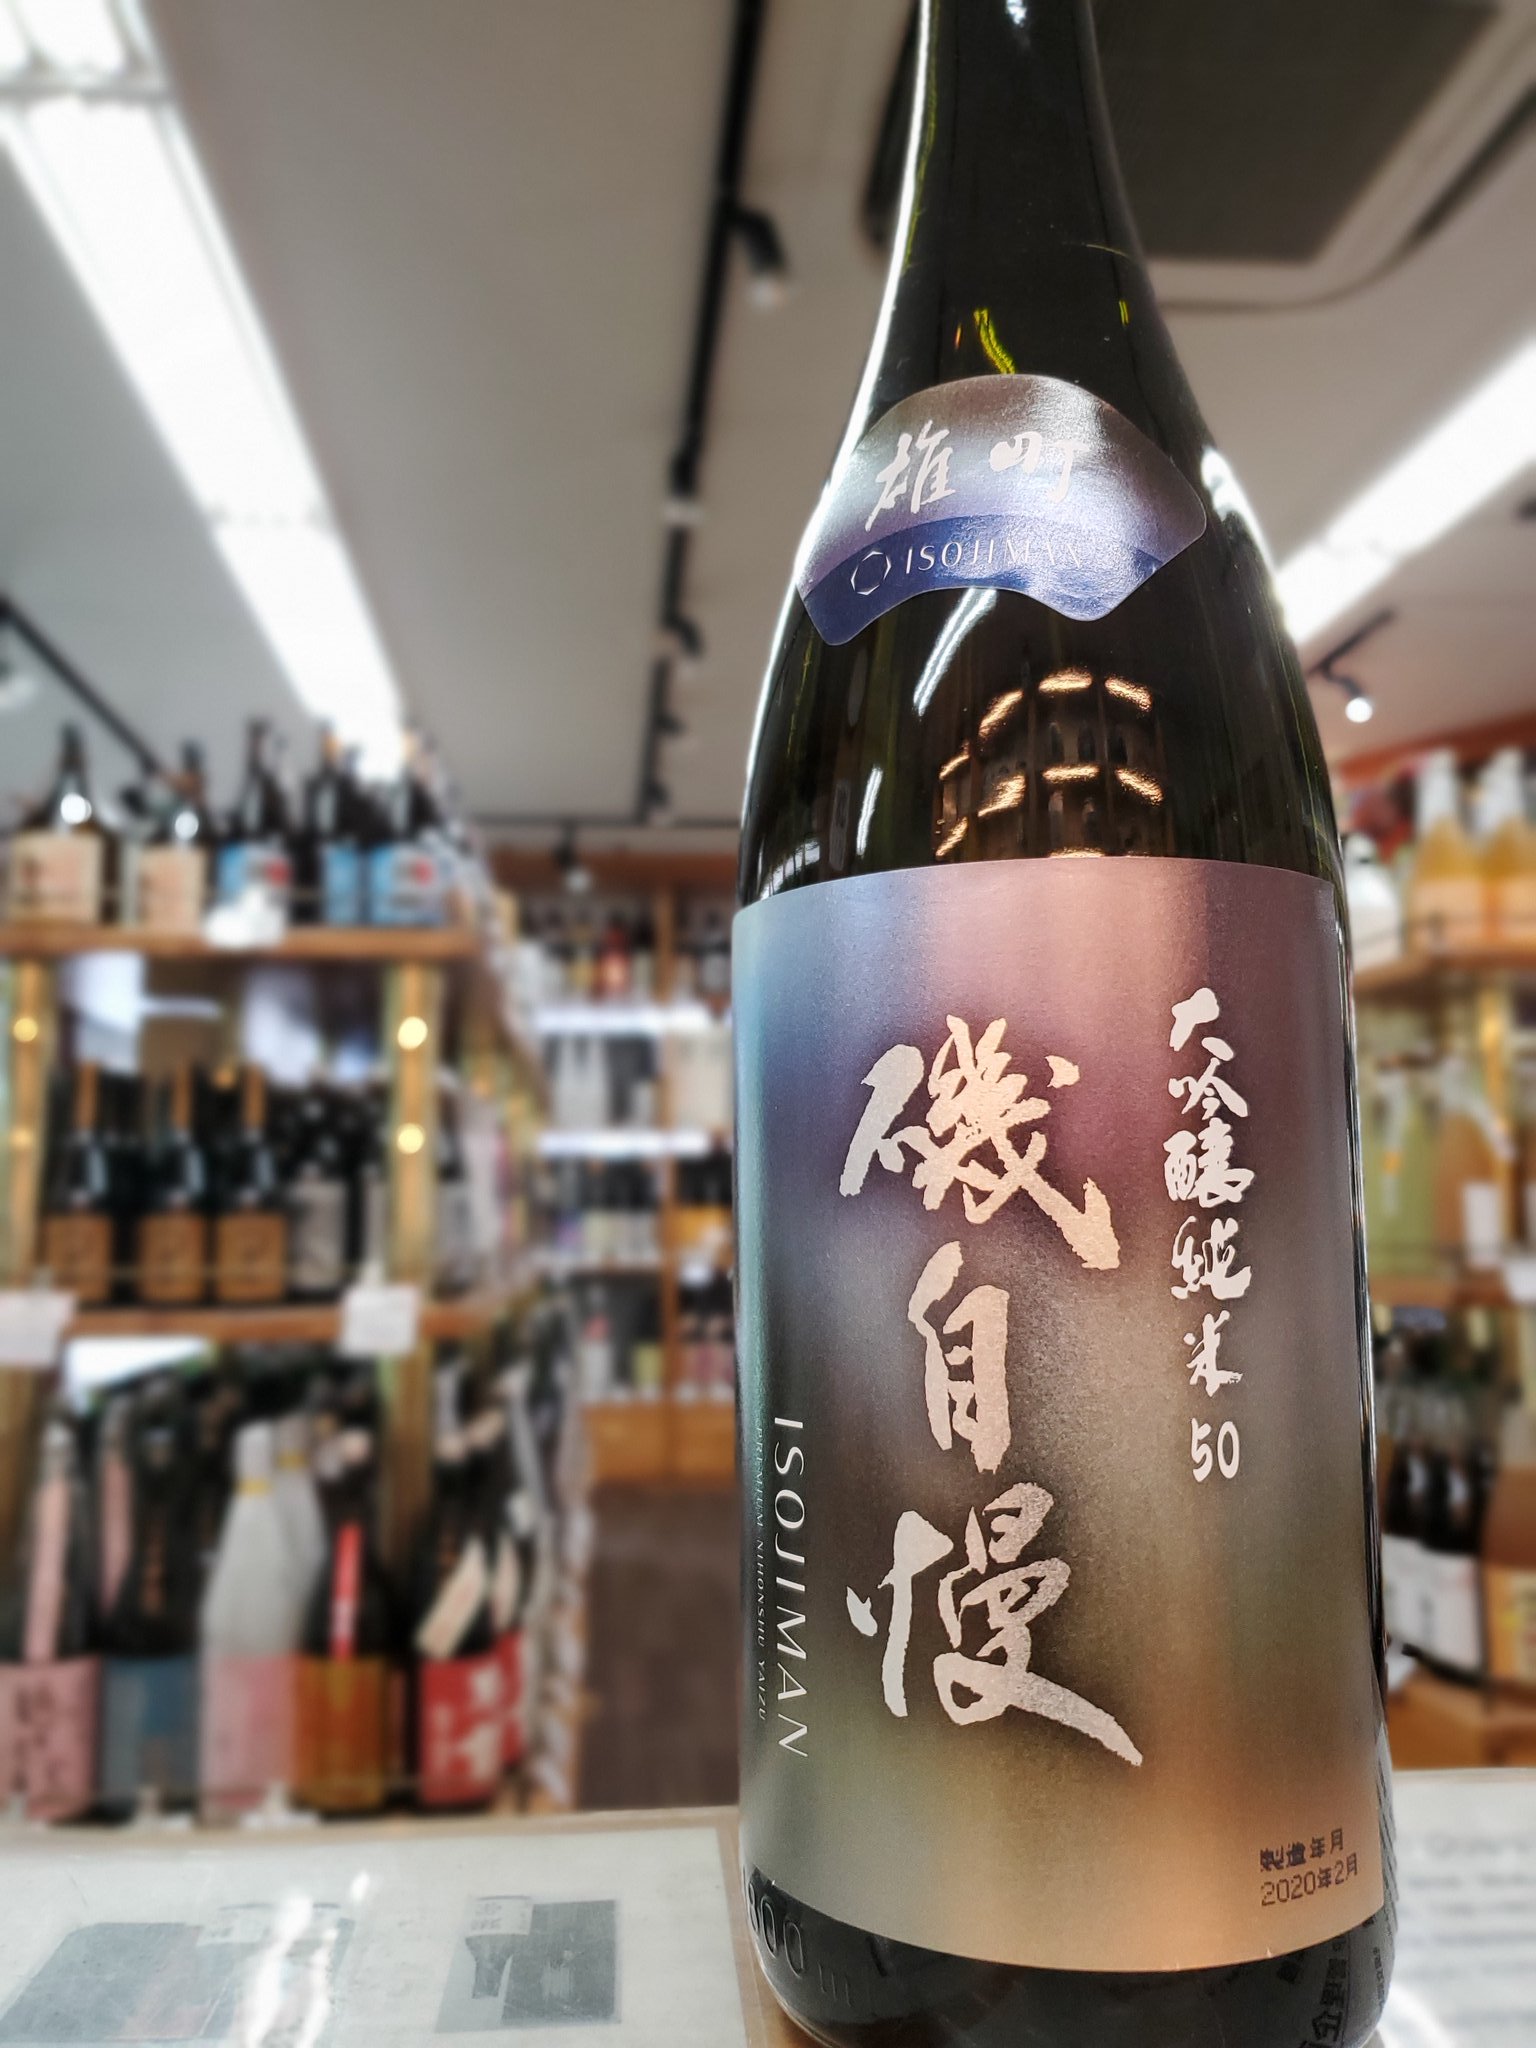 雄町
ISOJIMAN
大吟醸純米50
磯自慢
ISOJIMAN
PREMIUM NIHONSHU YAIZU
製造年月
2020年2月